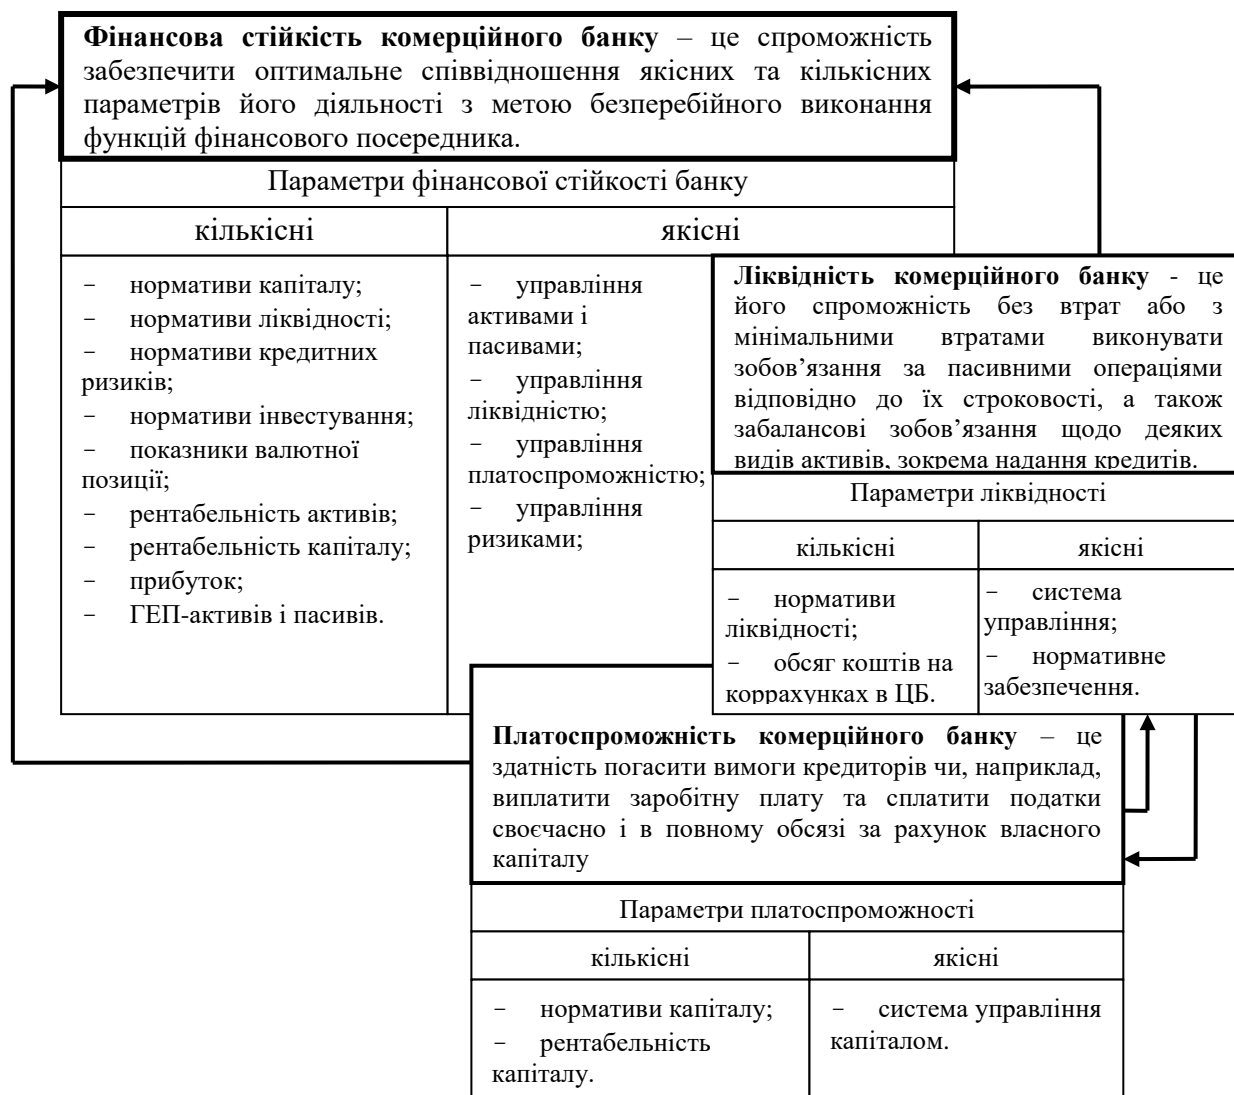 Фінансова стійкість комерційного банку – це спроможність
забезпечити оптимальне співвідношення якісних та кількісних
параметрів його діяльності з метою безперебійного виконання
функцій фінансового посередника.
Параметри фінансової стійкості банку
кількісні
якісні
- нормативи капіталу;
- нормативи ліквідності;
- нормативи кредитних
ризиків;
- нормативи інвестування;
- показники валютної
позиції;
- рентабельність активів;
- рентабельність капіталу;
- прибуток;
- ГЕП-активів і пасивів.
- управління
активами і
пасивами;
- управління
ліквідністю;
- управління
платоспроможністю;
- управління
ризиками;
Ліквідність комерційного банку - це
його спроможність без втрат або з
мінімальними втратами виконувати
зобов’язання за пасивними операціями
відповідно до їх строковості, а також
забалансові зобов’язання щодо деяких
видів активів, зокрема надання кредитів.
Параметри ліквідності
кількісні
якісні
- нормативи
ліквідності;
- обсяг коштів на
коррахунках в ЦБ.
- система
управління;
- нормативне
забезпечення.
Платоспроможність комерційного банку – це
здатність погасити вимоги кредиторів чи, наприклад,
виплатити заробітну плату та сплатити податки
своєчасно і в повному обсязі за рахунок власного
капіталу
Параметри платоспроможності
кількісні
якісні
- нормативи капіталу;
- рентабельність
капіталу.
- система управління
капіталом.